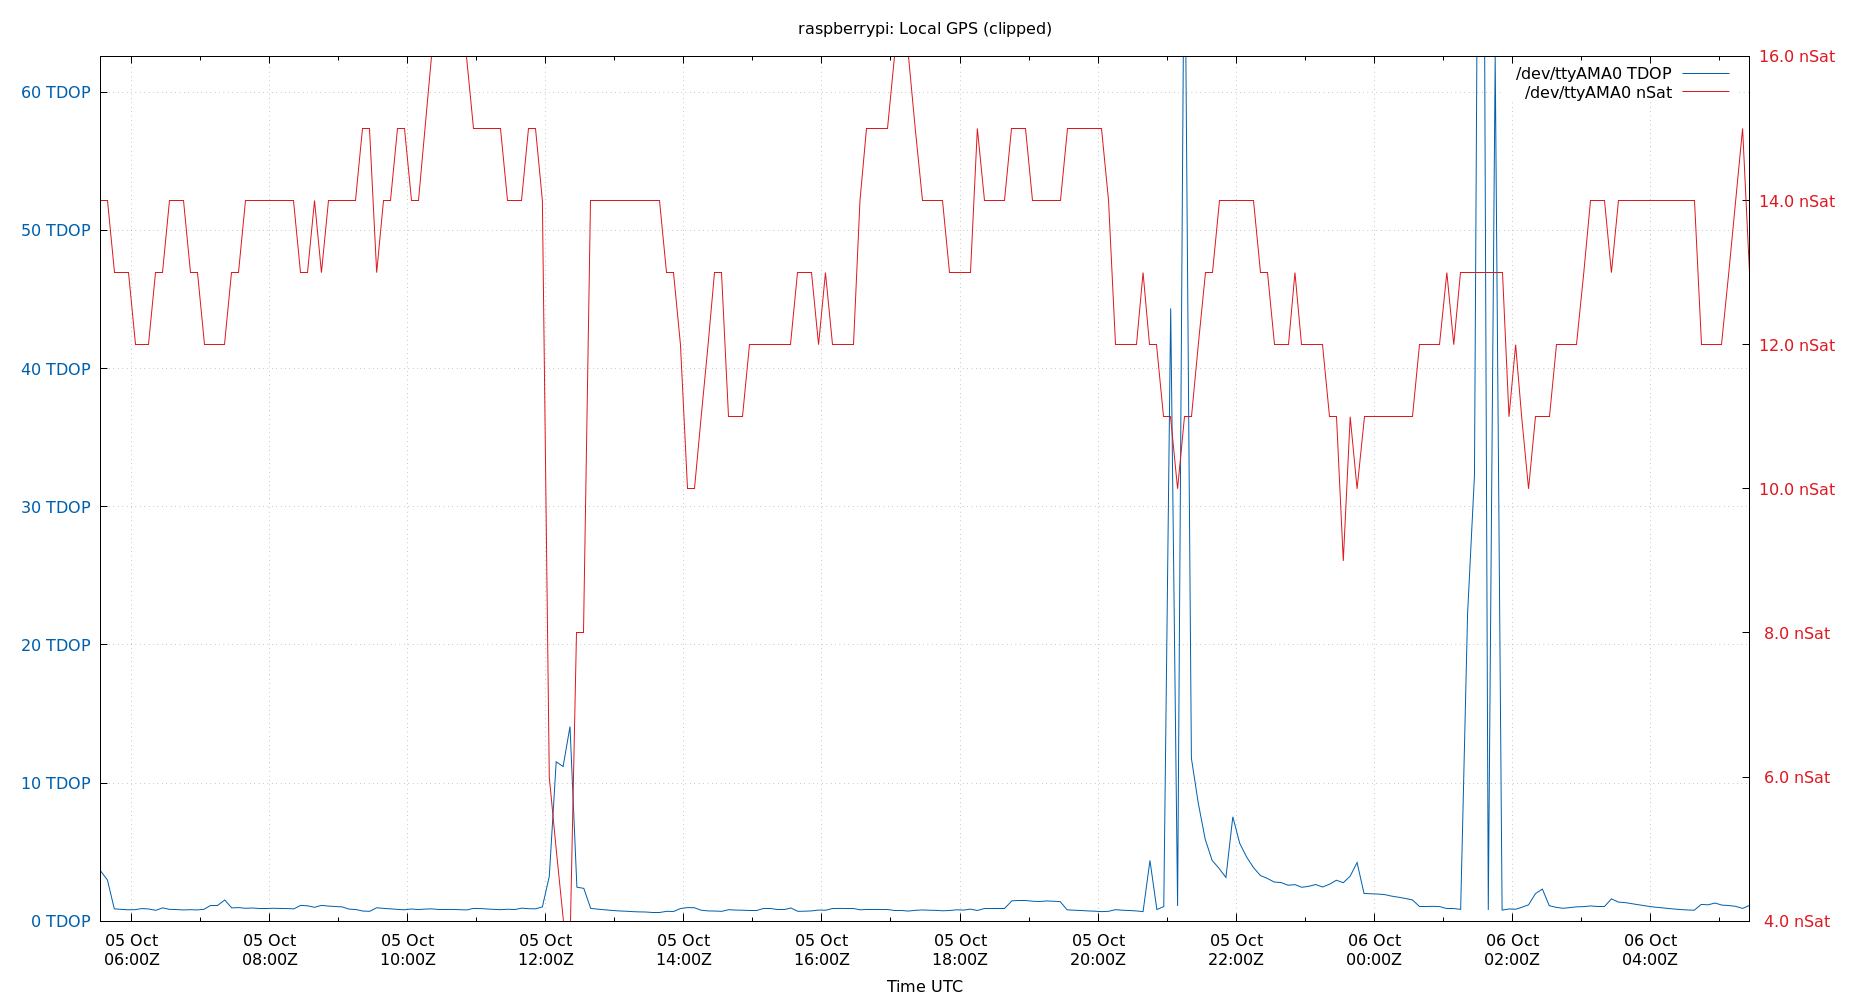 raspberrypi: Local GPS (clipped)
/dev/ttyAMA0 TDOP
/dev/ttyAMA0 nSat
60 TDOP
50 TDOP
40 TDOP
30 TDOP
20 TDOP
10 TDOP
0 TDOP
16.0 nSat
14.0 nSat
12.0 nSat
10.0 nSat
8.0 nSat
6.0 nSat
4.0 nSat
05 Oct
06:00Z
05 Oct
08:00Z
05 Oct
10:00Z
05 Oct
12:00Z
05 Oct
14:00Z
05 Oct
16:00Z
05 Oct
18:00Z
05 Oct
20:00Z
05 Oct
22:00Z
06 Oct
00:00Z
06 Oct
02:00Z
06 Oct
04:00Z
Time UTC